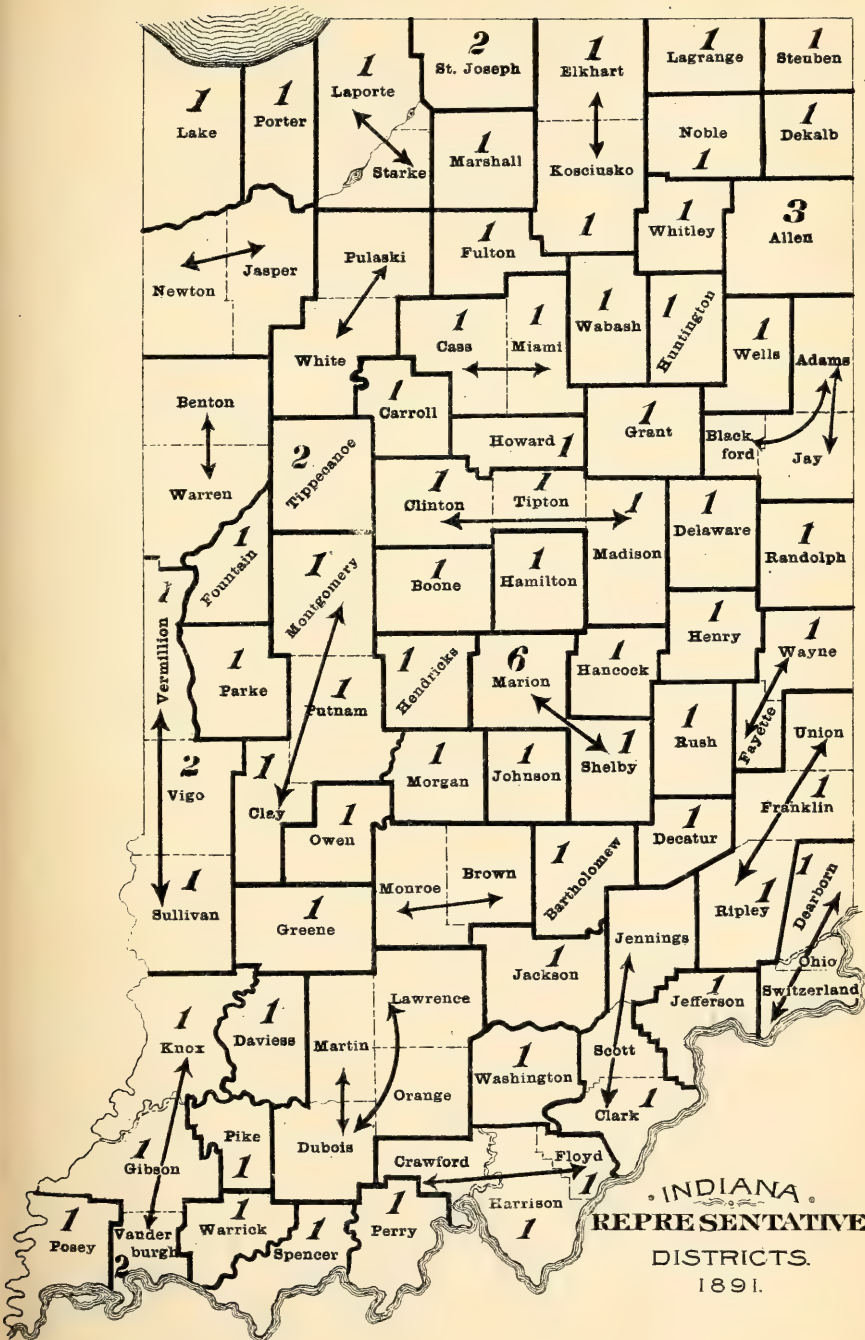 2
St. Joseph
1
Elkhart
1
Lagrange
1
Steuben
1
Laporte
1
Lake
1
Porter
Starke
1
Marshall
Kosciusko
1
Noble
1
1
Dekalb
1
Whitley
3
Allen
Newton
Jasper
Pulaski
1
Fulton
White
1
Cass
1
Miami
1
Wabash
1
Huntington
1
Wells
Adams
Benton
Warren
1
Carroll
Howard 1
1
Grant
Black
ford
Jay
2
Tippecanoe
1
Clinton
1
Tipton
1
Madison
1
Delaware
1
Randolph
1
Fountain
1
Montgomery
1
Boone
1
Hamilton
1
Henry
1
Wayne
1
Vermillion
1
Parke
1
Putnam
1
Hendricks
6
Marion
1
Hancock
1
Rush
Fayette
Union
2
Vigo
1
Clay
1
Owen
1
Morgan
1
Johnson
1
Shelby
1
Decatur
1
Franklin
1
Sullivan
1
Greene
Monroe
Brown
1
Bartholomew
Jennings
1
Ripley
1
Dearborn
Ohio
Switzerland
1
Jackson
1
Jefferson
1
Knox
1
Daviess
Martin
Lawrence
Orange
1
Washington
Scott
Clark 1
1
Gibson
Pike
1
Dubois
Crawford
Floyd
1
Harrison
1
1
Posey
Vander
burgh
2
1
Warrick
1
Spencer
1
Perry
INDIANA
REPRESENTATIVE
DISTRICTS.
1891.